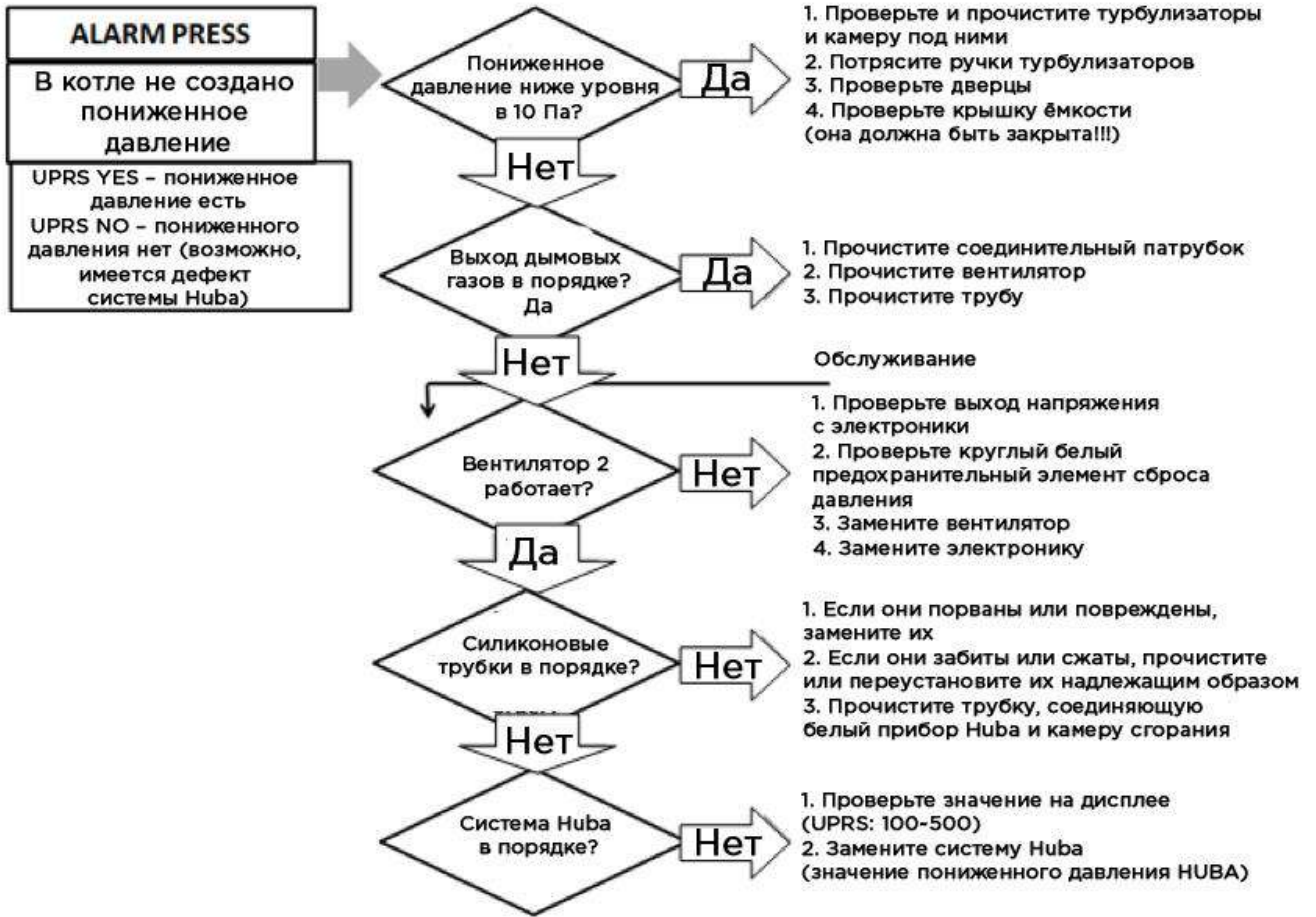 ALARM PRESS
В котле не создано
пониженное
давление
UPRS YES – пониженное
давление есть
UPRS NO – пониженного
давления нет (возможно,
имеется дефект
системы Huba)
Пониженное
давление ниже уровня
в 10 Па?
Да
1. Проверьте и прочистите турбулизаторы
и камеру под ними
2. Потрясите ручки турбулизаторов
3. Проверьте дверцы
4. Проверьте крышку ёмкости
(она должна быть закрыта!!!)
Нет
Выход дымовых
газов в порядке?
Да
Да
1. Прочистите соединительный патрубок
2. Прочистите вентилятор
3. Прочистите трубу
Нет
Обслуживание
Вентилятор 2
работает?
Нет
1. Проверьте выход напряжения
с электроники
2. Проверьте круглый белый
предохранительный элемент сброса
давления
3. Замените вентилятор
4. Замените электронику
Да
Силиконовые
трубки в порядке?
Нет
1. Если они порваны или повреждены,
замените их
2. Если они забиты или сжаты, прочистите
или переустановите их надлежащим образом
3. Прочистите трубку, соединяющую
белый прибор Huba и камеру сгорания
Нет
Система Huba
в порядке?
Нет
1. Проверьте значение на дисплее
(UPRS: 100~500)
2. Замените систему Huba
(значение пониженного давления HUBA)